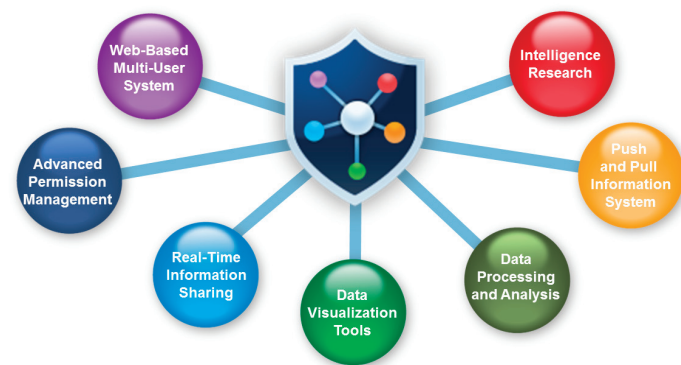 Web-Based
Multi-User
System
Intelligence
Research
Advanced
Permission
Management
Push
and Pull
Information
System
Real-Time
Information
Sharing
Data
Visualization
Tools
Data
Processing
and Analysis